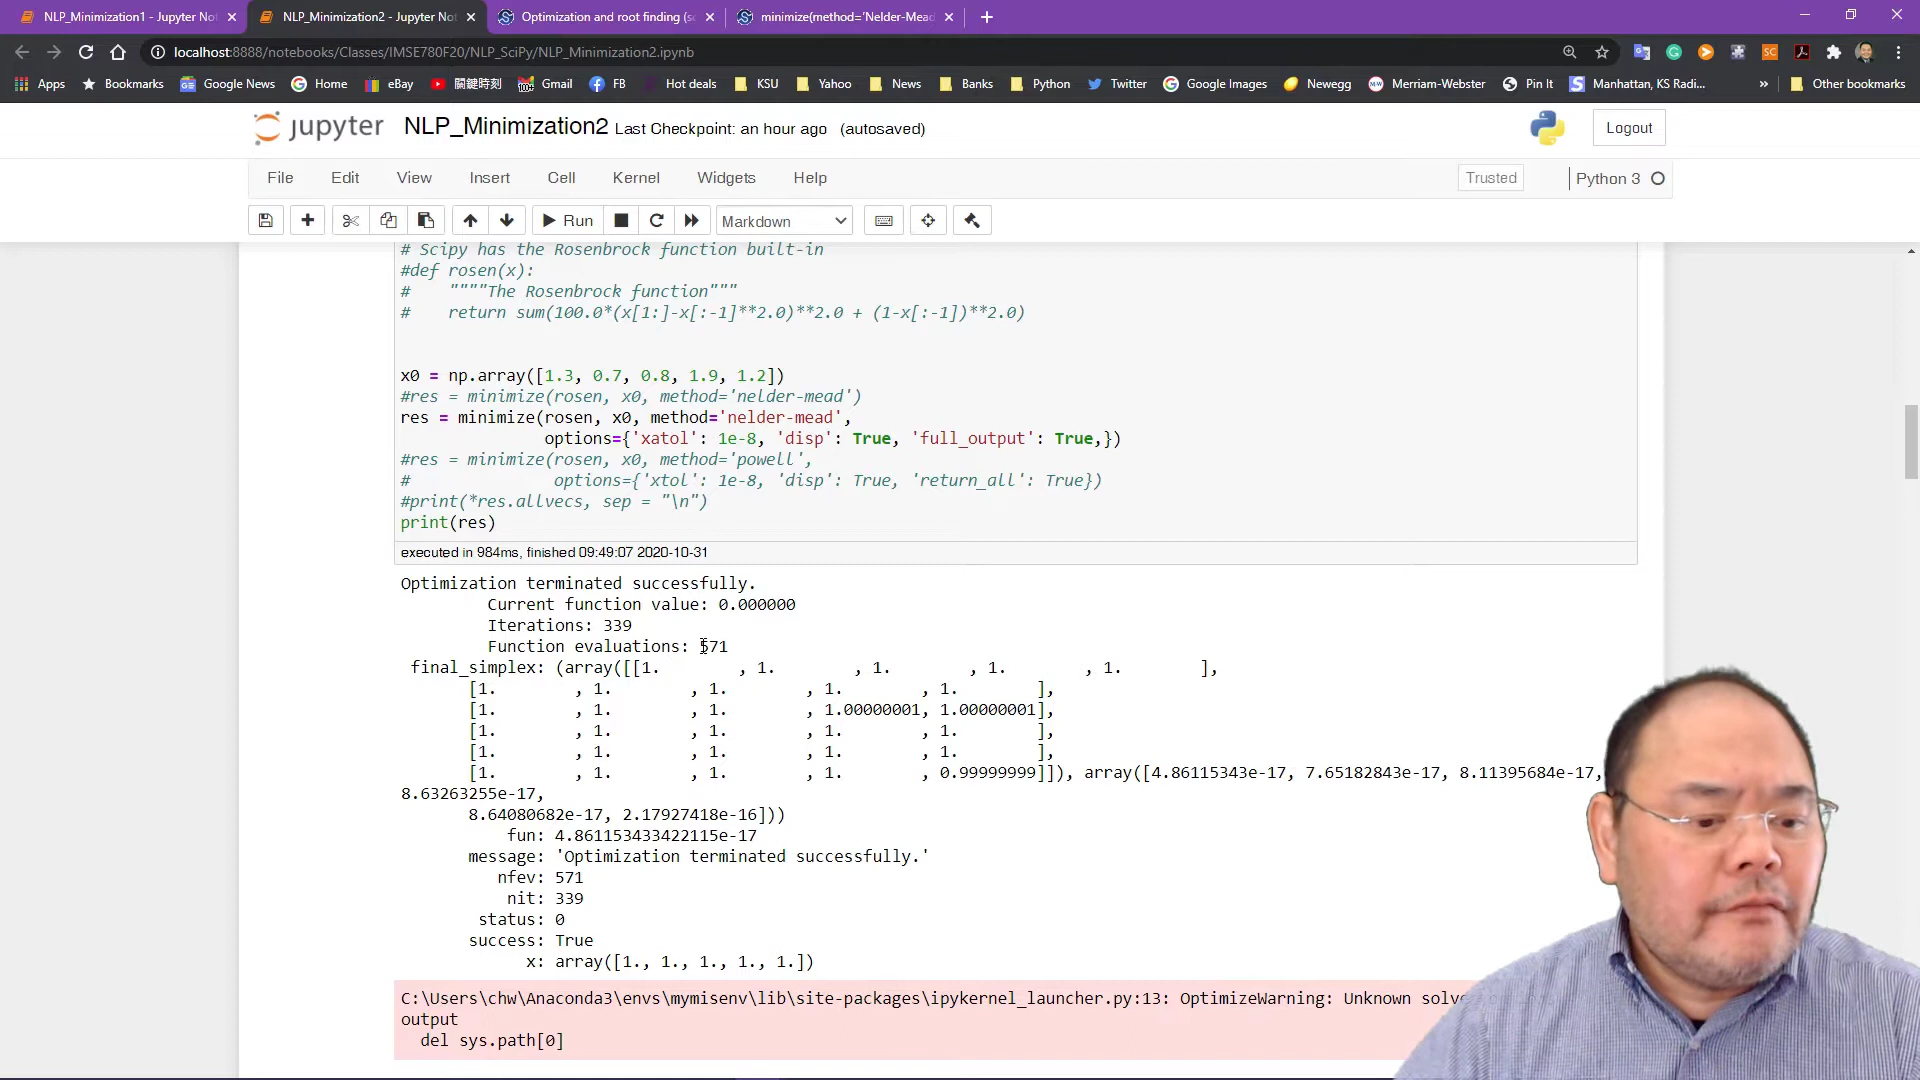 NLP_Minimization1 - Jupyter Not
NLP_Minimization2 - Jupyter Not
Optimization and root finding (sc
minimize(method='Nelder-Mead
localhost:8888/notebooks/Classes/IMSE780F20/NLP_SciPy/NLP_Minimization2.ipynb
Apps Bookmarks Google News Home eBay 關鍵時刻 Gmail FB Hot deals KSU Yahoo News Banks Python Twitter Google Images Newegg Merriam-Webster Pin It Manhattan, KS Radi... » Other bookmarks
jupyter NLP_Minimization2 Last Checkpoint: an hour ago (autosaved) Logout
File Edit View Insert Cell Kernel Widgets Help Trusted Python 3
Run Markdown
# Scipy has the Rosenbrock function built-in
#def rosen(x):
#    """"The Rosenbrock function"""
#    return sum(100.0*(x[1:]-x[:-1]**2.0)**2.0 + (1-x[:-1])**2.0)
x0 = np.array([1.3, 0.7, 0.8, 1.9, 1.2])
#res = minimize(rosen, x0, method='nelder-mead')
res = minimize(rosen, x0, method='nelder-mead',
options={'xatol': 1e-8, 'disp': True, 'full_output': True,})
#res = minimize(rosen, x0, method='powell',
#               options={'xtol': 1e-8, 'disp': True, 'return_all': True})
#print(*res.allvecs, sep = "\n")
print(res)
executed in 984ms, finished 09:49:07 2020-10-31
Optimization terminated successfully.
Current function value: 0.000000
Iterations: 339
Function evaluations: 571
final_simplex: (array([[1.        , 1.        , 1.        , 1.        , 1.        ],
[1.        , 1.        , 1.        , 1.        , 1.        ],
[1.        , 1.        , 1.        , 1.00000001, 1.00000001],
[1.        , 1.        , 1.        , 1.        , 1.        ],
[1.        , 1.        , 1.        , 1.        , 1.        ],
[1.        , 1.        , 1.        , 1.        , 0.99999999]]), array([4.86115343e-17, 7.65182843e-17, 8.11395684e-17,
8.63263255e-17,
8.64080682e-17, 2.17927418e-16]))
fun: 4.861153433422115e-17
message: 'Optimization terminated successfully.'
nfev: 571
nit: 339
status: 0
success: True
x: array([1., 1., 1., 1., 1.])
C:\Users\chw\Anaconda3\envs\mymisenv\lib\site-packages\ipykernel_launcher.py:13: OptimizeWarning: Unknown solve
output
del sys.path[0]